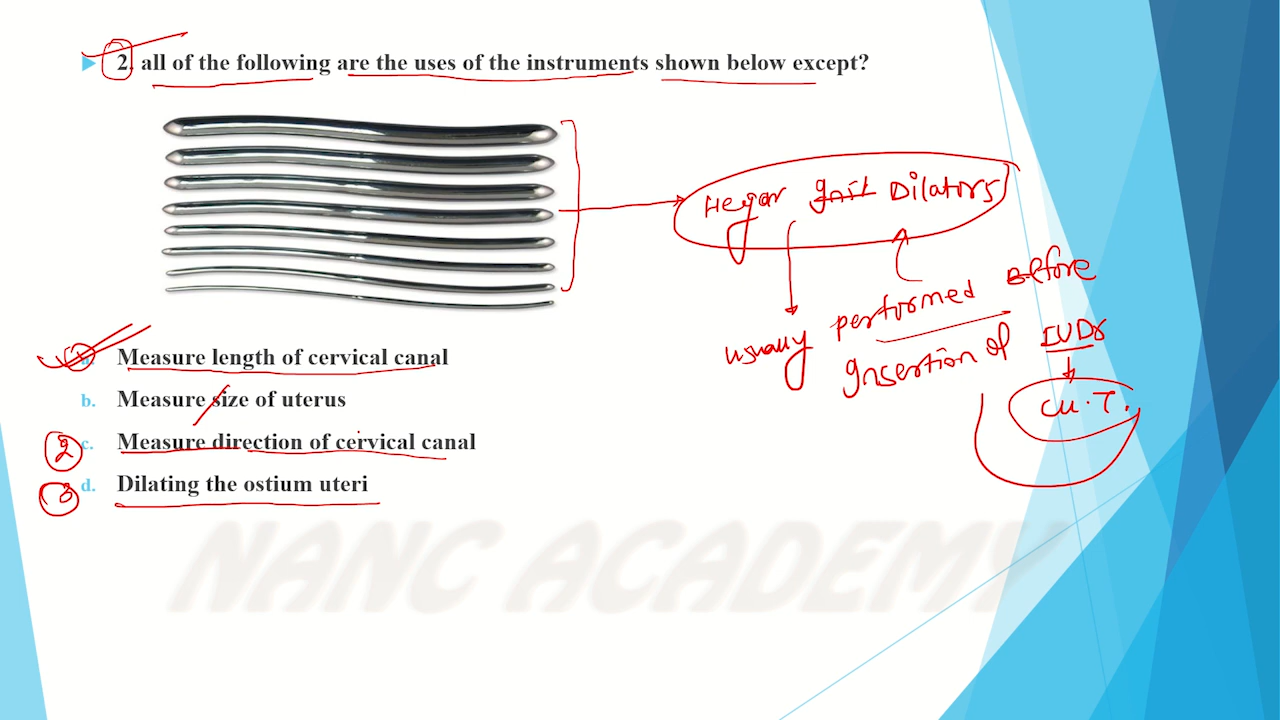 2. all of the following are the uses of the instruments shown below except?
Hegar Dilators
usually performed before
Insertion of IUDs
Cu.T.
a. Measure length of cervical canal
b. Measure size of uterus
c. Measure direction of cervical canal
d. Dilating the ostium uteri
1
2
3
NANC ACADEMY